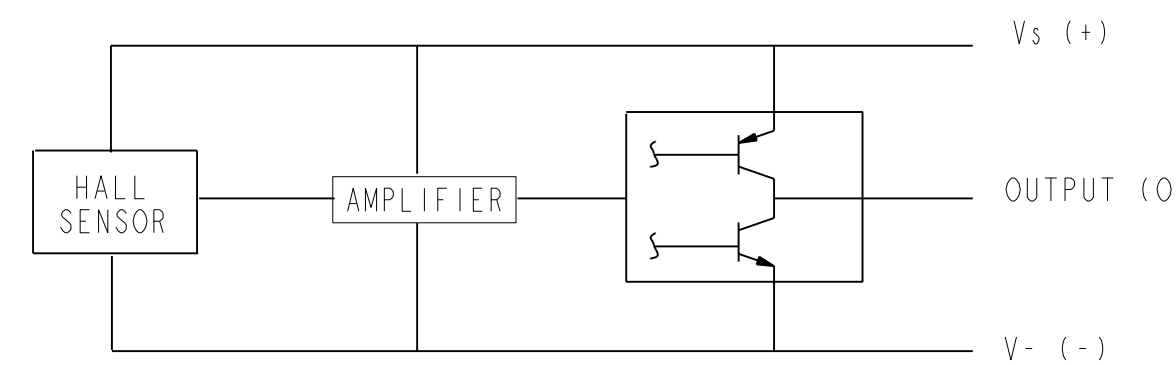 Vs (+)
HALL
SENSOR
AMPLIFIER
OUTPUT (O
V- (-)